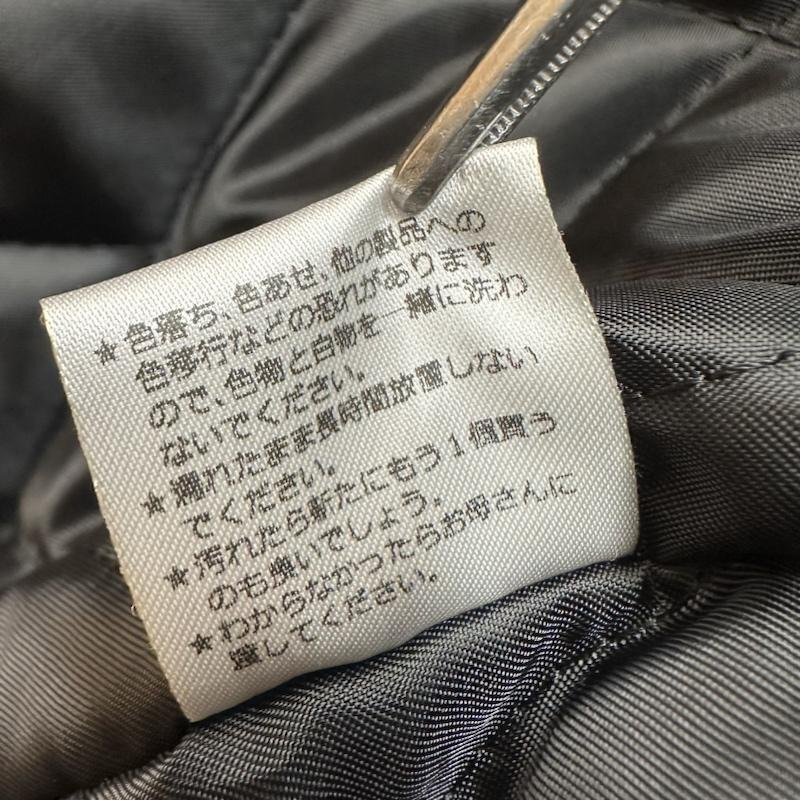 ★色落ち、色あせ、他の製品への
色移行などの恐れがあります
ので、色物と白物を一緒に洗わ
ないでください。
★濡れたまま長時間放置しない
でください。
★汚れたら新たにもう1個買う
のも良いでしょう。
★わからなかったらお母さんに
渡してください。